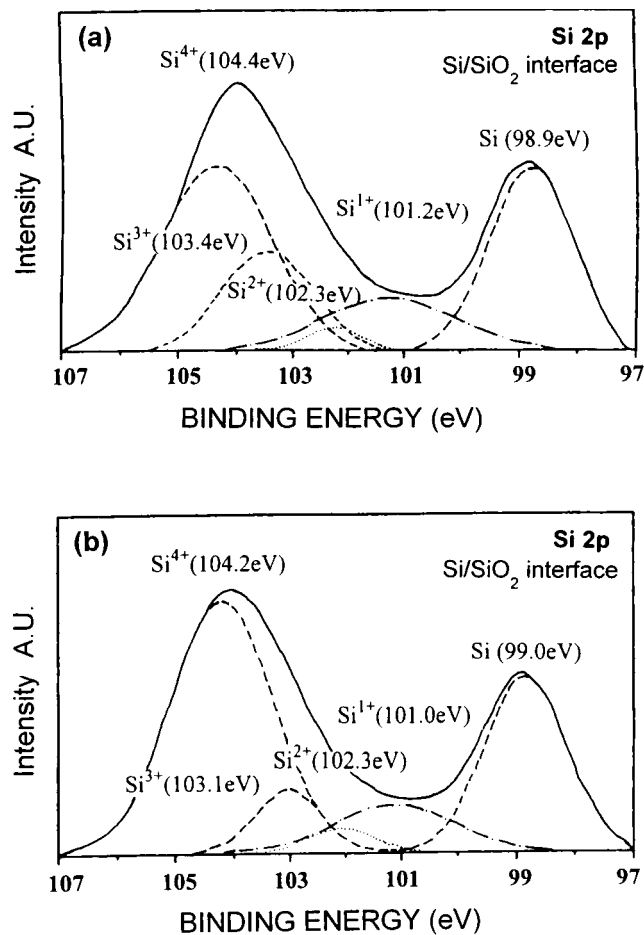 (a)
Si 2p
Si/SiO₂ interface
Si⁴⁺(104.4eV)
Si (98.9eV)
Si¹⁺(101.2eV)
Si³⁺(103.4eV)
Si²⁺(102.3eV)
Intensity A.U.
107 105 103 101 99 97
BINDING ENERGY (eV)
(b)
Si 2p
Si/SiO₂ interface
Si⁴⁺(104.2eV)
Si (99.0eV)
Si¹⁺(101.0eV)
Si²⁺(102.3eV)
Si³⁺(103.1eV)
Intensity A.U.
107 105 103 101 99 97
BINDING ENERGY (eV)